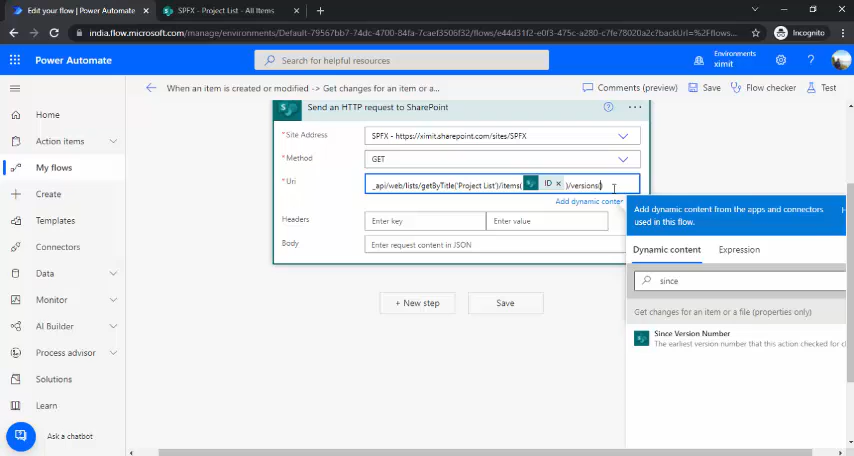 Edit your flow | Power Automate
SPFX - Project List - All Items
india.flow.microsoft.com/manage/environments/Default-79567bb7-74dc-4700-84fa-7caef3506f32/flows/e44d31f2-e0f3-475c-a280-c7fe78020a2c?backUrl=%2Fflows...
Incognito
Power Automate
Search for helpful resources
Environments
ximit
When an item is created or modified -> Get changes for an item or a...
Comments (preview)
Save
Flow checker
Test
Home
Action items
My flows
Create
Templates
Connectors
Data
Monitor
AI Builder
Process advisor
Solutions
Learn
Ask a chatbot
Send an HTTP request to SharePoint
* Site Address
SPFX - https://ximit.sharepoint.com/sites/SPFX
* Method
GET
* Uri
_api/web/lists/getByTitle('Project List')/items( ID )/versions()
Add dynamic conten
Headers
Enter key
Enter value
Body
Enter request content in JSON
+ New step
Save
Add dynamic content from the apps and connectors
used in this flow.
Dynamic content
Expression
since
Get changes for an item or a file (properties only)
Since Version Number
The earliest version number that this action checked for c